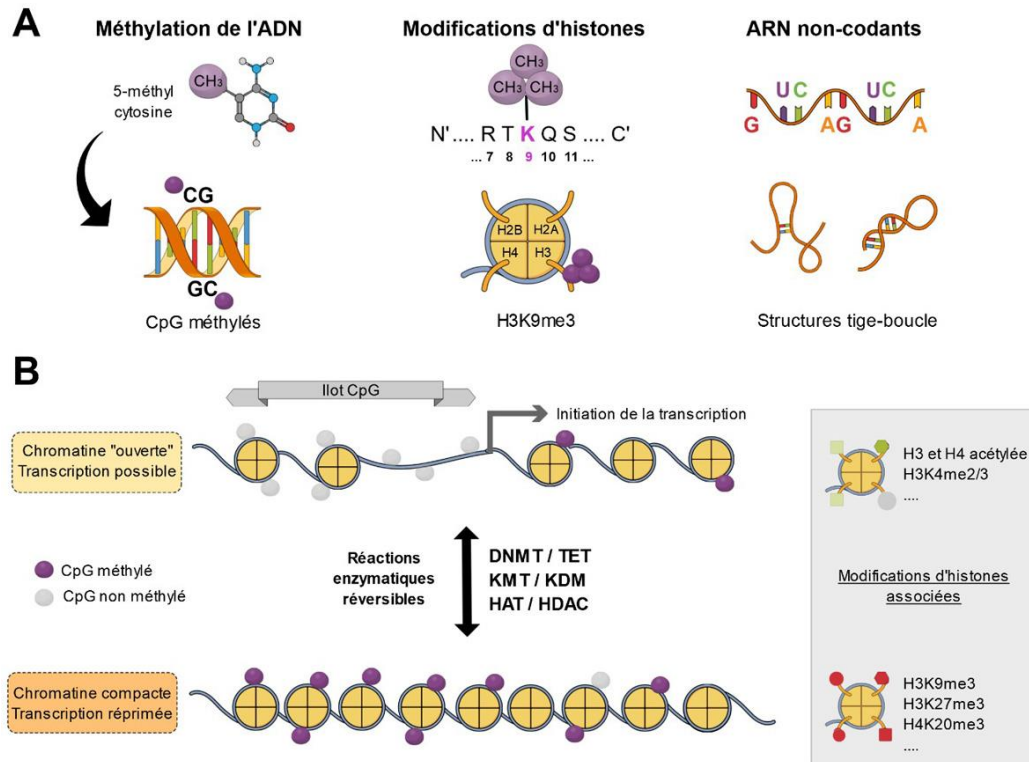 A
Méthylation de l'ADN
Modifications d'histones
ARN non-codants
5-méthyl
cytosine
CH3
CH3
CH3 CH3
N'.... R T K Q S .... C'
... 7 8 9 10 11 ...
U C U C
G A G A
CG
GC
CpG méthylés
H2B H2A
H4 H3
H3K9me3
Structures tige-boucle
B
Ilot CpG
Initiation de la transcription
Chromatine "ouverte"
Transcription possible
H3 et H4 acétylée
H3K4me2/3
....
CpG méthylé
CpG non méthylé
Réactions
enzymatiques
réversibles
DNMT / TET
KMT / KDM
HAT / HDAC
Modifications d'histones
associées
Chromatine compacte
Transcription réprimée
H3K9me3
H3K27me3
H4K20me3
....